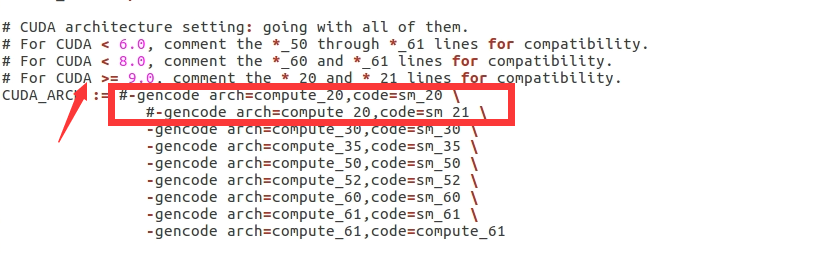 # CUDA architecture setting: going with all of them.
# For CUDA < 6.0, comment the *_50 through *_61 lines for compatibility.
# For CUDA < 8.0, comment the *_60 and *_61 lines for compatibility.
# For CUDA >= 9.0, comment the *_20 and *_21 lines for compatibility.
CUDA_ARCH := #-gencode arch=compute_20,code=sm_20 \
#-gencode arch=compute_20,code=sm_21 \
-gencode arch=compute_30,code=sm_30 \
-gencode arch=compute_35,code=sm_35 \
-gencode arch=compute_50,code=sm_50 \
-gencode arch=compute_52,code=sm_52 \
-gencode arch=compute_60,code=sm_60 \
-gencode arch=compute_61,code=sm_61 \
-gencode arch=compute_61,code=compute_61